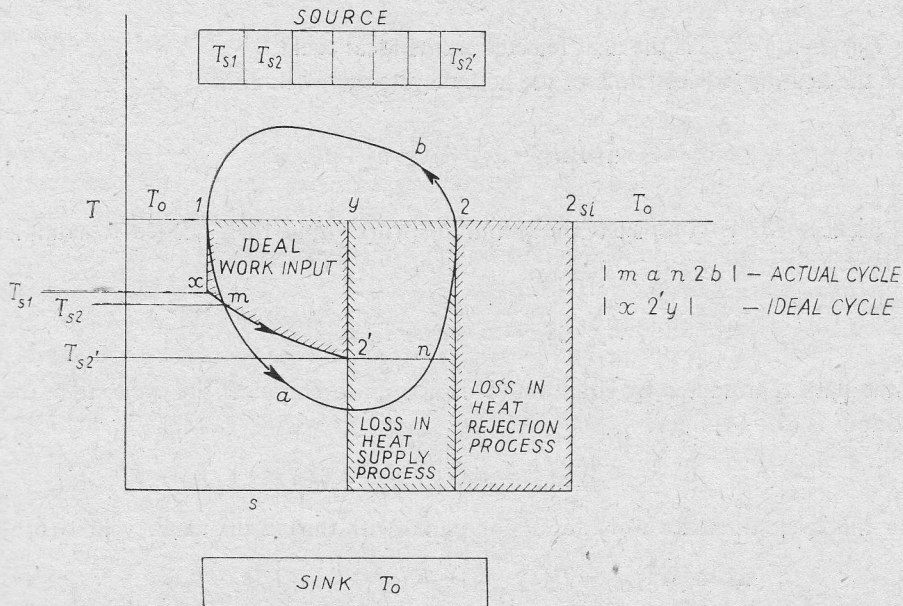 SOURCE
Ts1 Ts2 Ts2'
b
T To 1 y 2 2si To
IDEAL
WORK INPUT
| m a n 2 b | — ACTUAL CYCLE
| x 2' y | — IDEAL CYCLE
Ts1 x m
Ts2
Ts2' 2' n
a
LOSS IN
HEAT
SUPPLY
PROCESS
LOSS IN
HEAT
REJECTION
PROCESS
s
SINK To